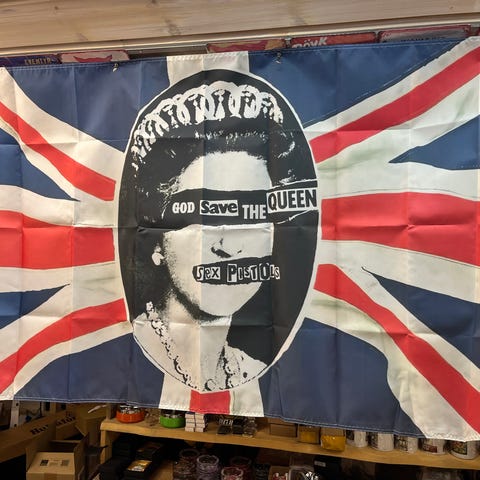 GOD Save THE QUEEN
SEX PISTOLS